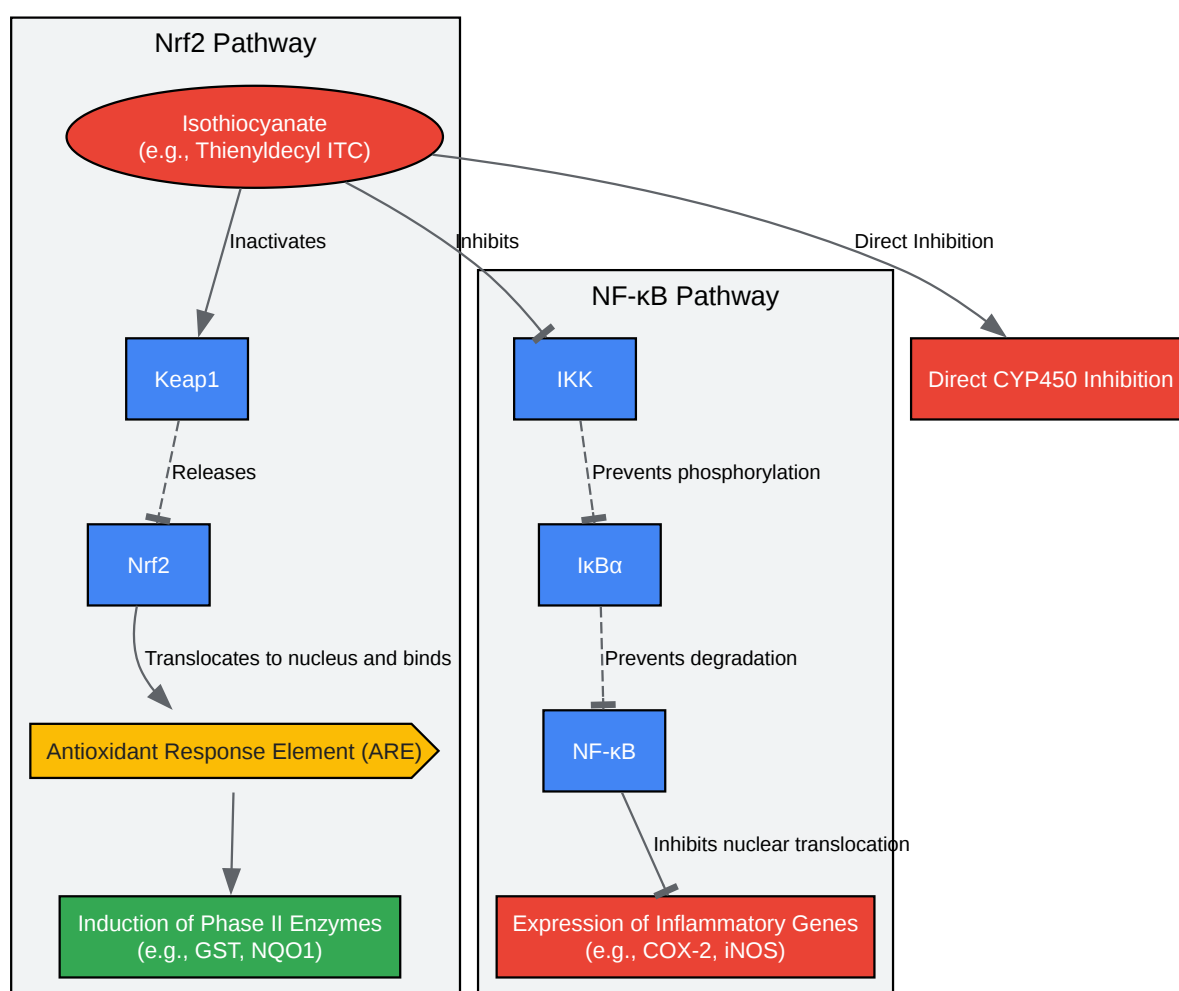 Nrf2 Pathway
Isothiocyanate
(e.g., Thienyldecyl ITC)
Inactivates
Inhibits
Direct Inhibition
NF-κB Pathway
Keap1
IKK
Direct CYP450 Inhibition
Releases
Prevents phosphorylation
Nrf2
IκBα
Translocates to nucleus and binds
Prevents degradation
Antioxidant Response Element (ARE)
NF-κB
Inhibits nuclear translocation
Induction of Phase II Enzymes
(e.g., GST, NQO1)
Expression of Inflammatory Genes
(e.g., COX-2, iNOS)